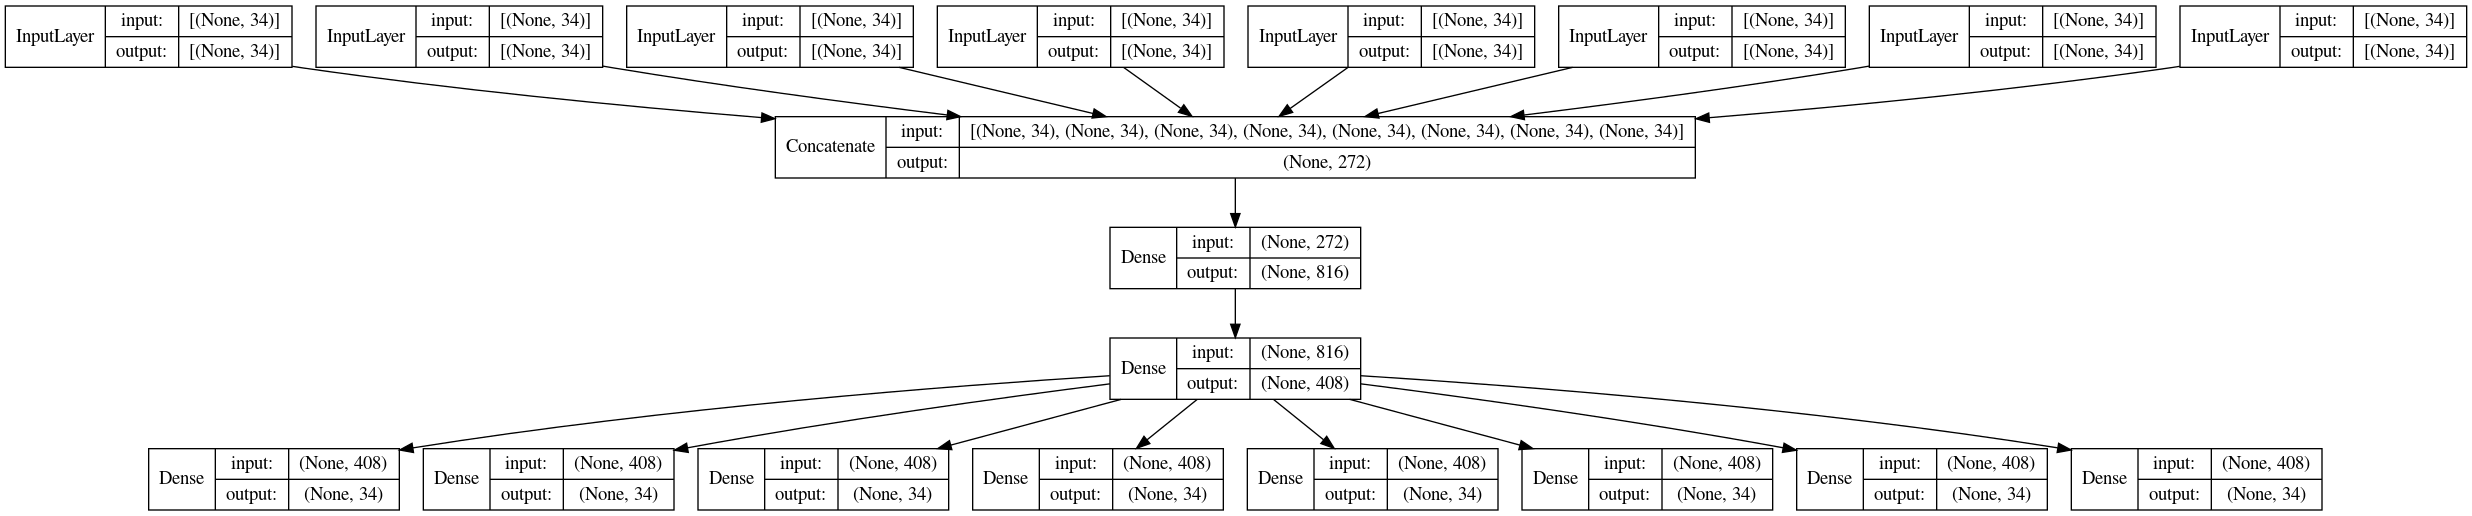 InputLayer input: [(None, 34)] output: [(None, 34)]
InputLayer input: [(None, 34)] output: [(None, 34)]
InputLayer input: [(None, 34)] output: [(None, 34)]
InputLayer input: [(None, 34)] output: [(None, 34)]
InputLayer input: [(None, 34)] output: [(None, 34)]
InputLayer input: [(None, 34)] output: [(None, 34)]
InputLayer input: [(None, 34)] output: [(None, 34)]
InputLayer input: [(None, 34)] output: [(None, 34)]
Concatenate input: [(None, 34), (None, 34), (None, 34), (None, 34), (None, 34), (None, 34), (None, 34), (None, 34)] output: (None, 272)
Dense input: (None, 272) output: (None, 816)
Dense input: (None, 816) output: (None, 408)
Dense input: (None, 408) output: (None, 34)
Dense input: (None, 408) output: (None, 34)
Dense input: (None, 408) output: (None, 34)
Dense input: (None, 408) output: (None, 34)
Dense input: (None, 408) output: (None, 34)
Dense input: (None, 408) output: (None, 34)
Dense input: (None, 408) output: (None, 34)
Dense input: (None, 408) output: (None, 34)